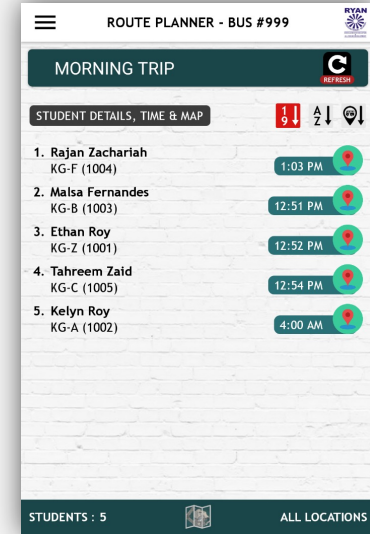 ROUTE PLANNER - BUS #999
RYAN
MORNING TRIP
REFRESH
STUDENT DETAILS, TIME & MAP
1 9
A Z
1. Rajan Zachariah
KG-F (1004)
1:03 PM
2. Malsa Fernandes
KG-B (1003)
12:51 PM
3. Ethan Roy
KG-Z (1001)
12:52 PM
4. Tahreem Zaid
KG-C (1005)
12:54 PM
5. Kelyn Roy
KG-A (1002)
4:00 AM
STUDENTS : 5
ALL LOCATIONS